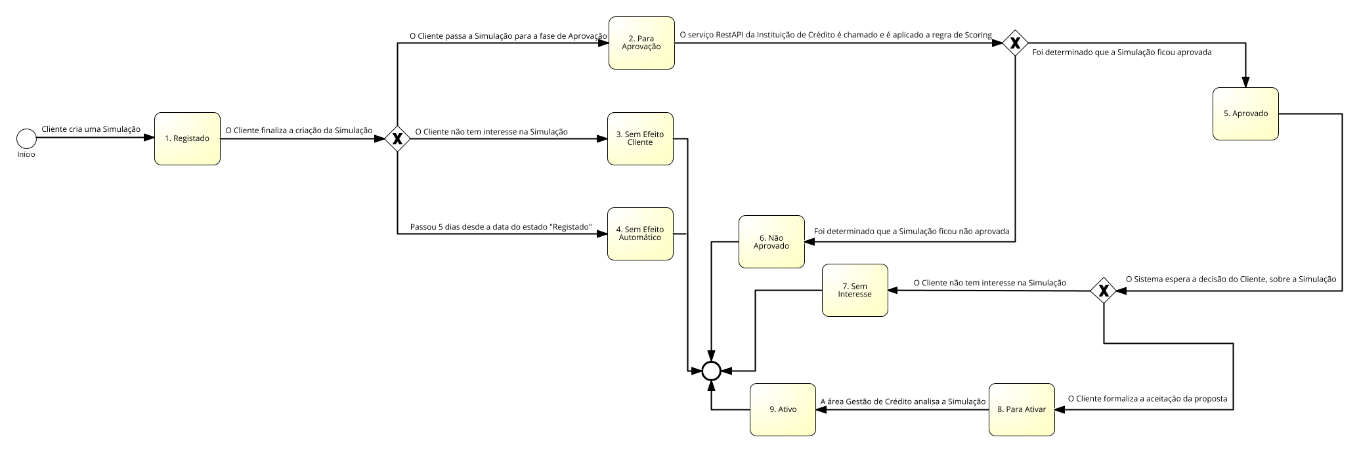 O Cliente passa a Simulação para a fase de Aprovação
2. Para
Aprovação
O serviço RestAPI da Instituição de Crédito é chamado e é aplicado a regra de Scoring
X
Foi determinado que a Simulação ficou aprovada
5. Aprovado
Cliente cria uma Simulação
Início
1. Registado
O Cliente finaliza a criação da Simulação
X
O Cliente não tem interesse na Simulação
3. Sem Efeito
Cliente
Passou 5 dias desde a data do estado "Registado"
4. Sem Efeito
Automático
6. Não
Aprovado
Foi determinado que a Simulação ficou não aprovada
7. Sem
Interesse
O Cliente não tem interesse na Simulação
X
O Sistema espera a decisão do Cliente, sobre a Simulação
9. Ativo
A área Gestão de Crédito analisa a Simulação
8. Para Ativar
O Cliente formaliza a aceitação da proposta